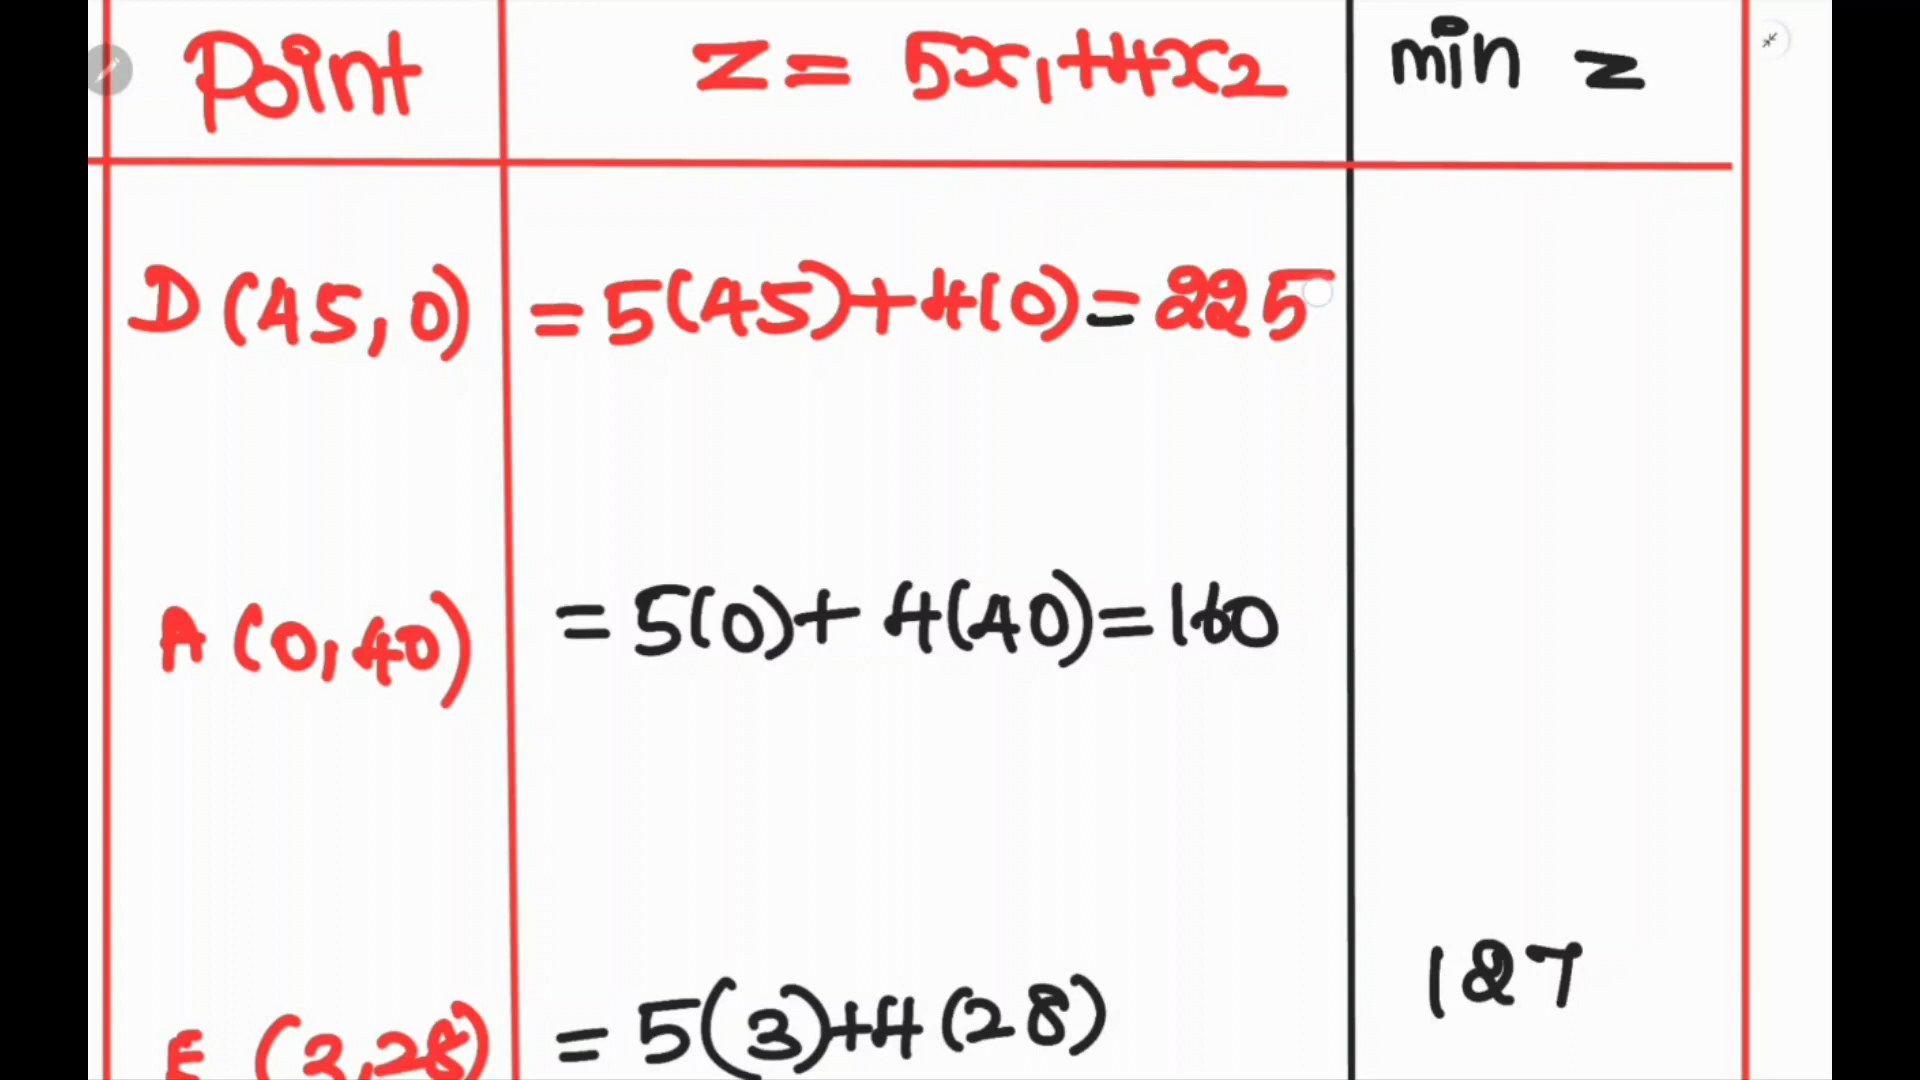 Point z = 5x₁+4x₂ min z
D (45,0) = 5(45)+4(0) = 225
A (0,40) = 5(0)+ 4(40)= 160
(3,28) = 5(3)+4(28) 127